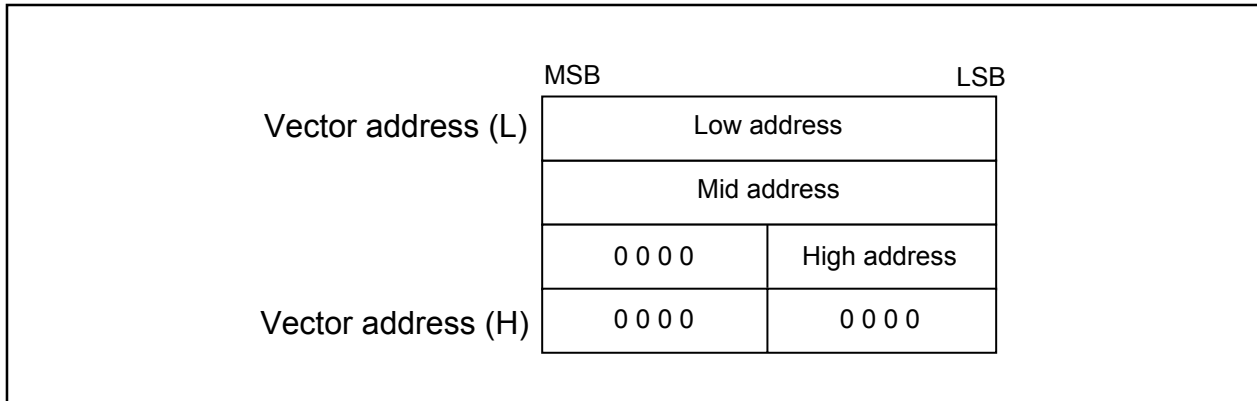 MSB LSB
Vector address (L) Low address
Mid address
0 0 0 0 High address
Vector address (H) 0 0 0 0 0 0 0 0